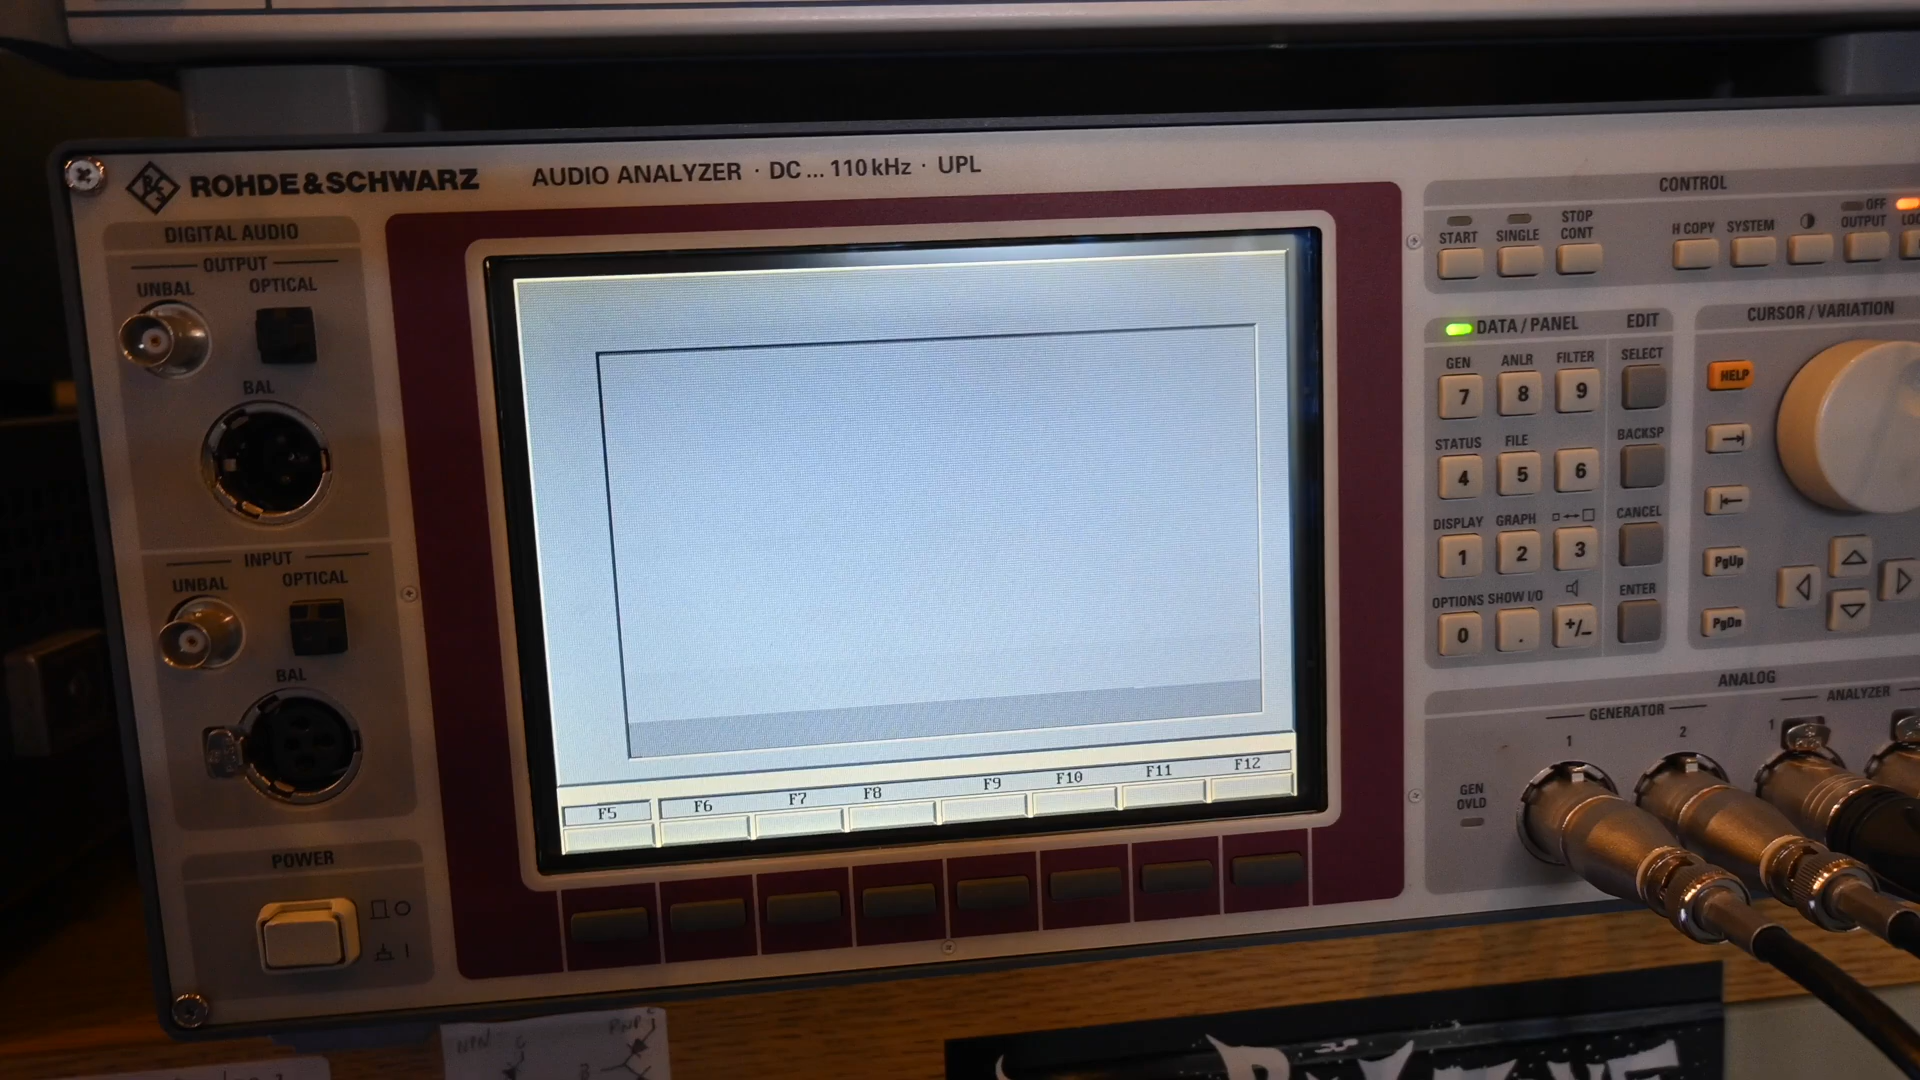 ROHDE&SCHWARZ
AUDIO ANALYZER · DC ... 110 kHz · UPL
DIGITAL AUDIO
OUTPUT
UNBAL
OPTICAL
BAL
INPUT
UNBAL
OPTICAL
BAL
POWER
F5
F6
F7
F8
F9
F10
F11
F12
CONTROL
START
SINGLE
STOP
CONT
H COPY
SYSTEM
OFF
OUTPUT
DATA / PANEL
EDIT
GEN
ANLR
FILTER
SELECT
7
8
9
STATUS
FILE
BACKSP
4
5
6
DISPLAY
GRAPH
CANCEL
1
2
3
OPTIONS
SHOW I/O
ENTER
0
.
+/-
CURSOR / VARIATION
HELP
PgUp
PgDn
ANALOG
GENERATOR
ANALYZER
1
2
1
GEN
OVLD
NPN
PNP